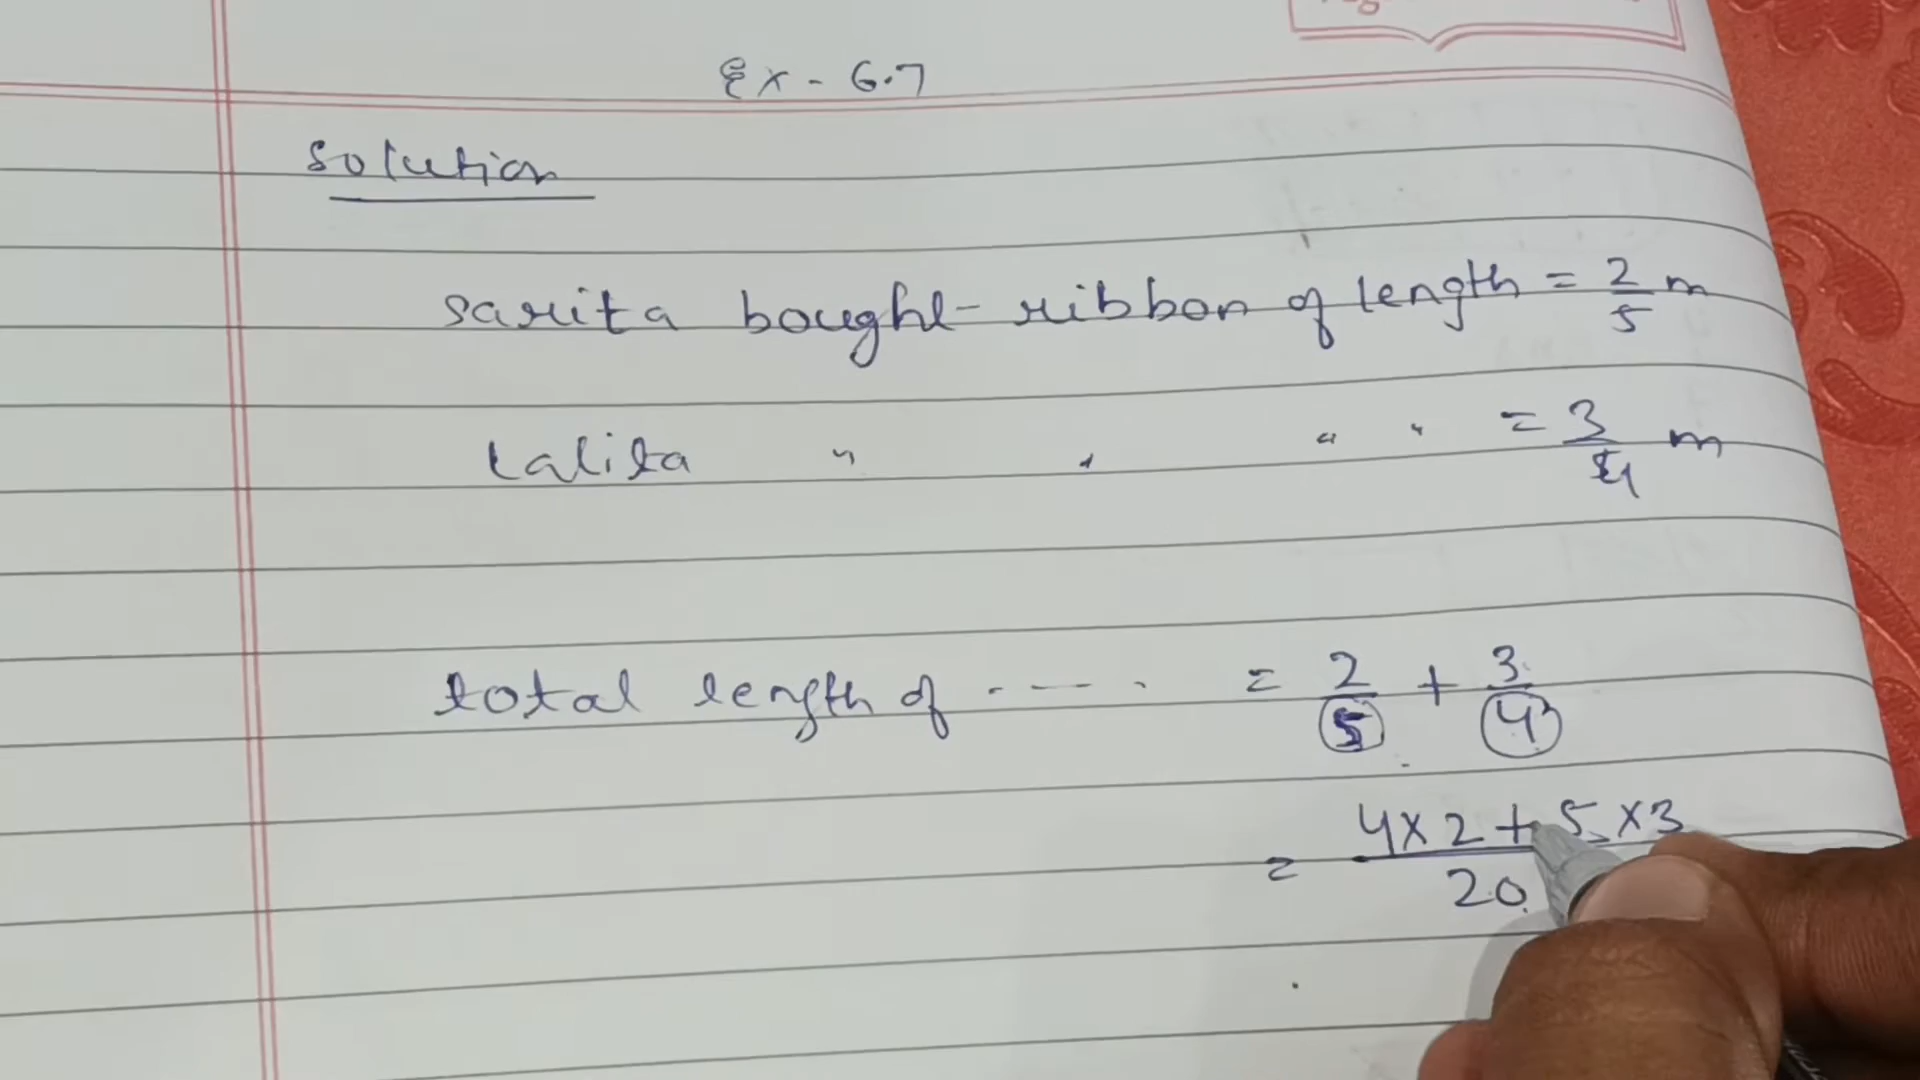 Ex - 6.7
Solution
Sarita bought ribbon of length = 2/5 m
Lalita " " " " = 3/4 m
total length of ------ = 2/5 + 3/4
= 4x2+5x3/20